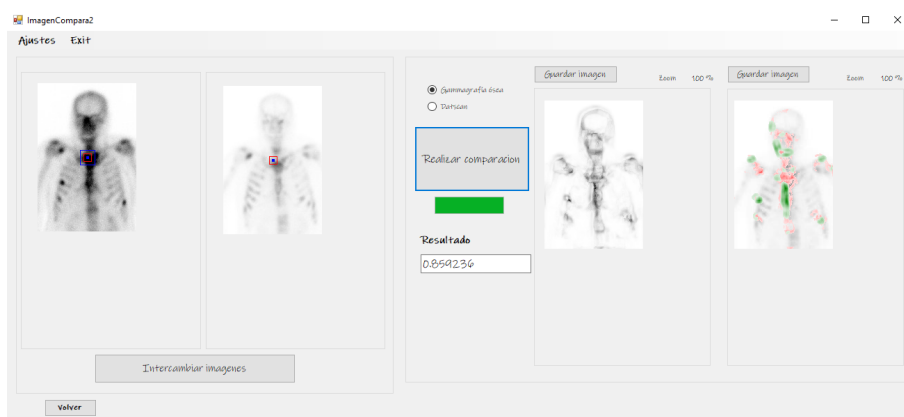 ImagenCompara2
Ajustes Exit
Guardar imagen Zoom 100 % Guardar imagen Zoom 100 %
Gammagrafía ósea
Datscan
Realizar comparacion
Resultado
0.859236
Intercambiar imagenes
Volver